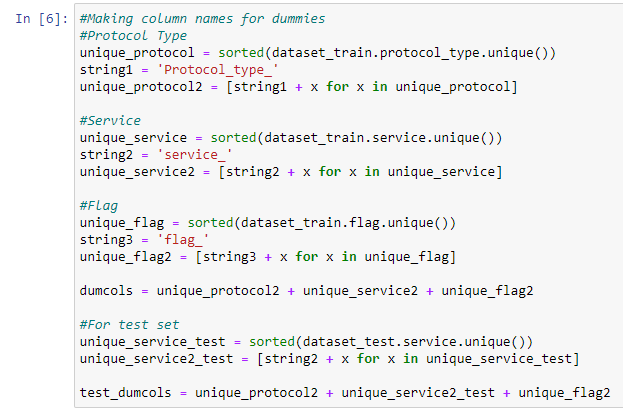 In [6]: #Making column names for dummies
#Protocol Type
unique_protocol = sorted(dataset_train.protocol_type.unique())
string1 = 'Protocol_type_'
unique_protocol2 = [string1 + x for x in unique_protocol]
#Service
unique_service = sorted(dataset_train.service.unique())
string2 = 'service_'
unique_service2 = [string2 + x for x in unique_service]
#Flag
unique_flag = sorted(dataset_train.flag.unique())
string3 = 'flag_'
unique_flag2 = [string3 + x for x in unique_flag]
dumcols = unique_protocol2 + unique_service2 + unique_flag2
#For test set
unique_service_test = sorted(dataset_test.service.unique())
unique_service2_test = [string2 + x for x in unique_service_test]
test_dumcols = unique_protocol2 + unique_service2_test + unique_flag2